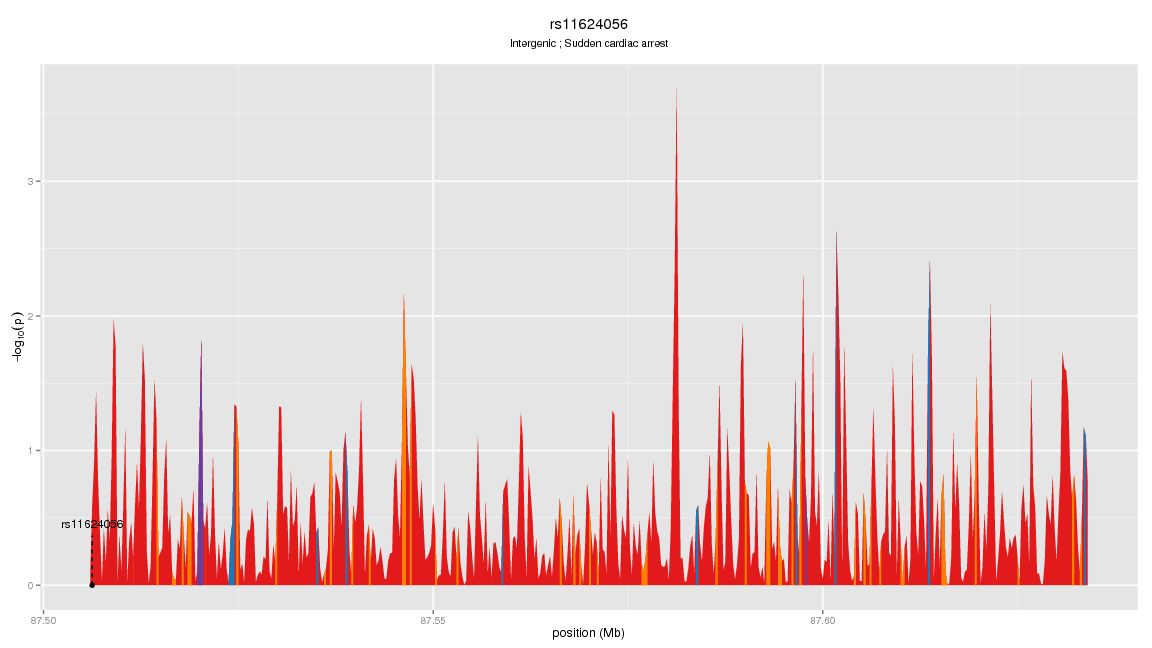 rs11624056
Intergenic ; Sudden cardiac arrest
−log10(p)
3
2
1
0
rs11624056
87.50
87.55
87.60
position (Mb)